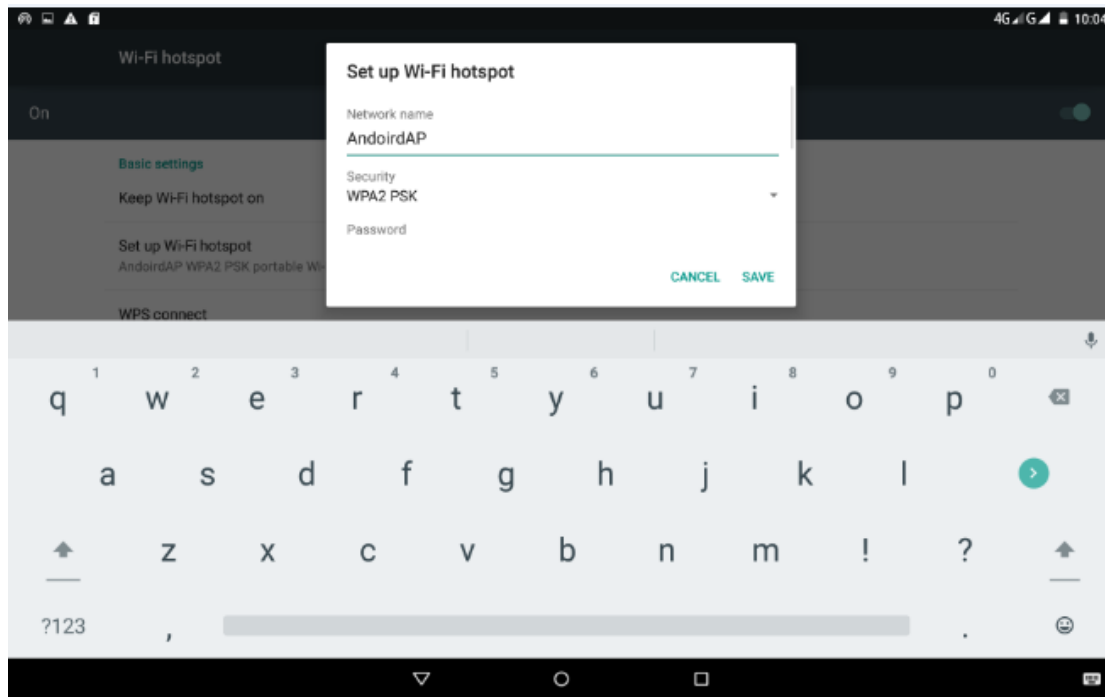 4G G 10:04
Wi-Fi hotspot
On
Basic settings
Keep Wi-Fi hotspot on
Set up Wi-Fi hotspot
AndoirdAP WPA2 PSK portable Wi-
WPS connect
Set up Wi-Fi hotspot
Network name
AndoirdAP
Security
WPA2 PSK
Password
CANCEL SAVE
1 2 3 4 5 6 7 8 9 0
q w e r t y u i o p
a s d f g h j k l
z x c v b n m ! ?
?123 , .